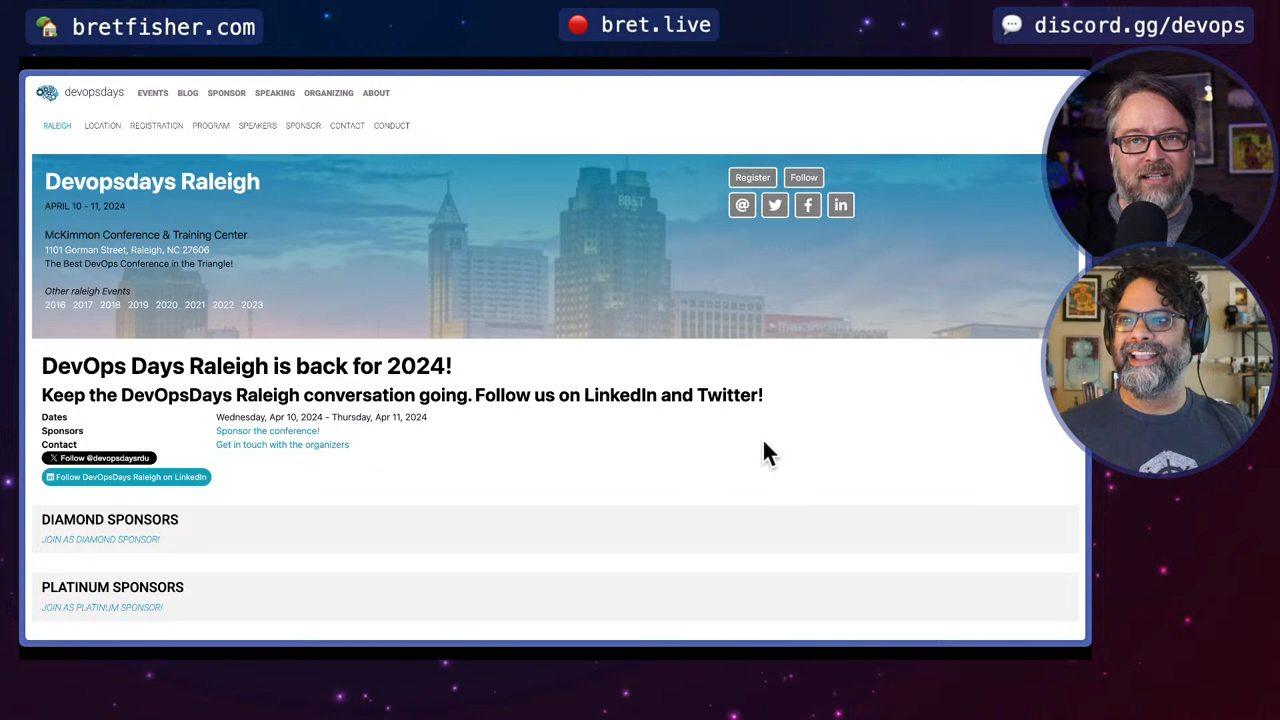 bretfisher.com
bret.live
discord.gg/devops
devopsdays EVENTS BLOG SPONSOR SPEAKING ORGANIZING ABOUT
RALEIGH LOCATION REGISTRATION PROGRAM SPEAKERS SPONSOR CONTACT CONDUCT
Devopsdays Raleigh
APRIL 10 - 11, 2024
McKimmon Conference & Training Center
1101 Gorman Street, Raleigh, NC 27606
The Best DevOps Conference in the Triangle!
Other raleigh Events
2016 2017 2018 2019 2020 2021 2022 2023
Register Follow
BB&T
DevOps Days Raleigh is back for 2024!
Keep the DevOpsDays Raleigh conversation going. Follow us on LinkedIn and Twitter!
Dates Wednesday, Apr 10, 2024 - Thursday, Apr 11, 2024
Sponsors Sponsor the conference!
Contact Get in touch with the organizers
X Follow @devopsdaysrdu
in Follow DevOpsDays Raleigh on LinkedIn
DIAMOND SPONSORS
JOIN AS DIAMOND SPONSOR!
PLATINUM SPONSORS
JOIN AS PLATINUM SPONSOR!